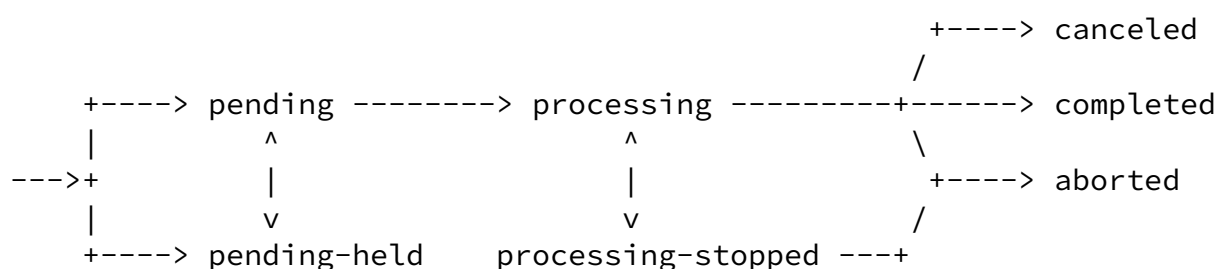 +----> canceled
/
+----> pending --------> processing ---------+------> completed
| ^ ^ \
--->+ | | +----> aborted
| v v /
+----> pending-held processing-stopped ---+